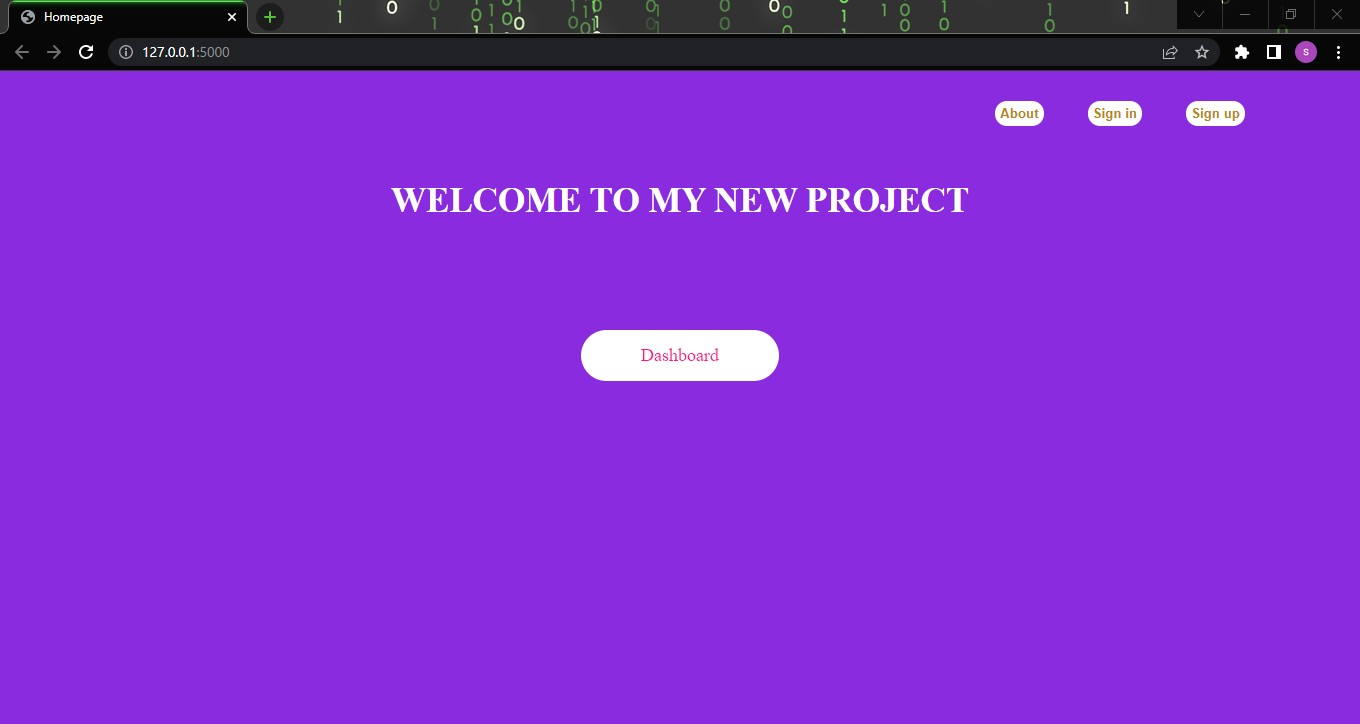 Homepage
127.0.0.1:5000
S
About Sign in Sign up
WELCOME TO MY NEW PROJECT
Dashboard